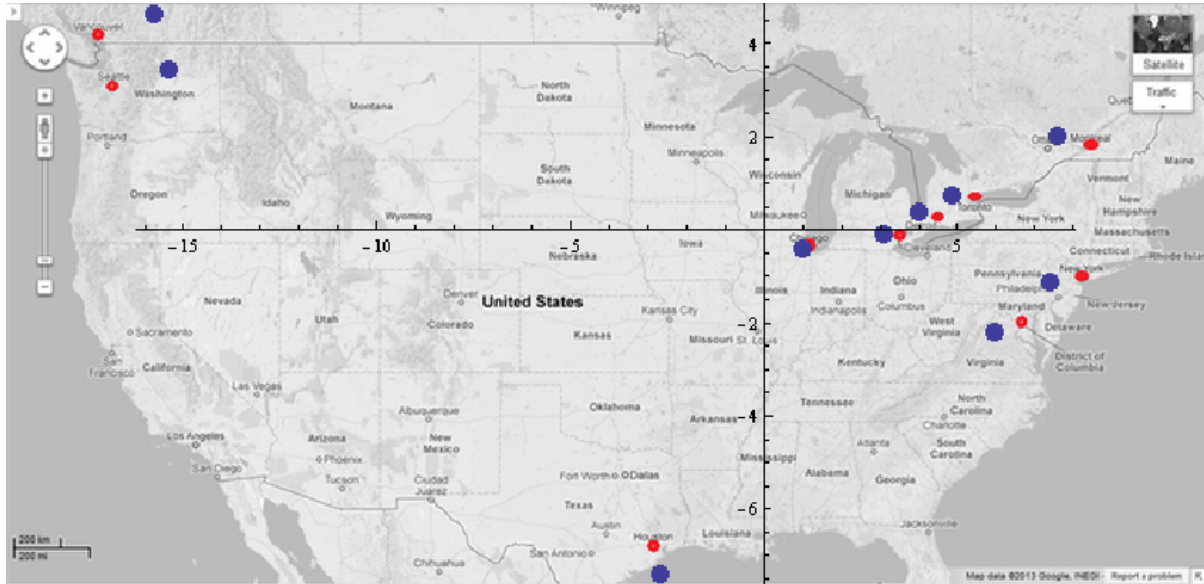 Winnipeg
Vancouver
4
Satellite
Seattle
Washington
North
Dakota
Montana
Traffic
Minnesota
2
Montreal
Portland
Minneapolis
Maine
South
Dakota
Wisconsin
Vermont
Oregon
Michigan
New
Hampshire
Idaho
Toronto
Wyoming
Milwaukee
New York
Massachusetts
-15
-10
-5
5
Iowa
Chicago
Cleveland
Connecticut
Nebraska
Rhode Island
New York
Pennsylvania
Nevada
Illinois
Indiana
Ohio
Philadelphia
United States
Denver
Indianapolis
Columbus
Maryland
New Jersey
Utah
Colorado
Kansas City
West
Virginia
Delaware
-2
Sacramento
Kansas
Missouri
St. Louis
San
Francisco
California
Kentucky
Virginia
District of
Columbia
Las Vegas
Tennessee
North
Carolina
Albuquerque
Oklahoma
-4
Arkansas
Charlotte
Los Angeles
Arizona
New
Mexico
Atlanta
South
Carolina
Phoenix
Mississippi
San Diego
Tucson
Ciudad
Juarez
Fort Worth
Dallas
Alabama
Georgia
Texas
-6
Austin
Houston
Louisiana
Jacksonville
200 km
200 mi
San Antonio
Chihuahua
Map data ©2013 Google, INEGI
Report a problem